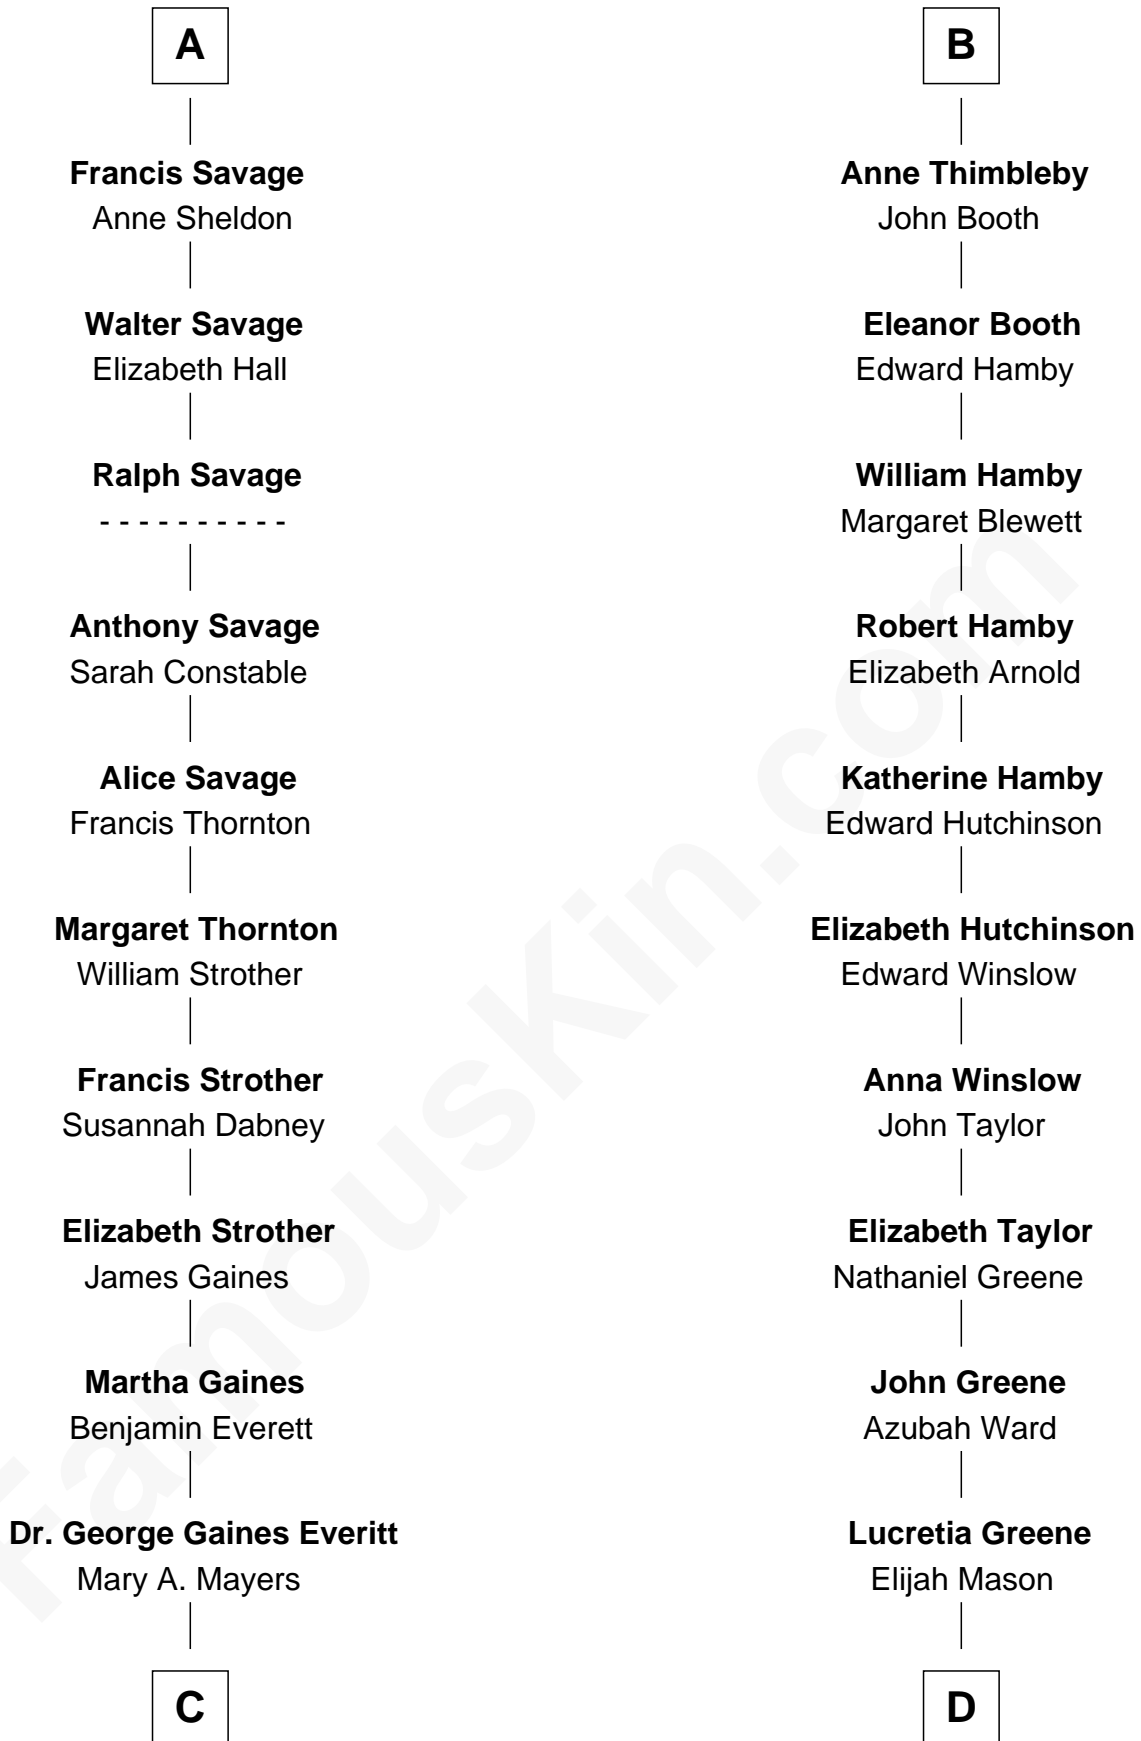 A
Francis Savage
Anne Sheldon
Walter Savage
Elizabeth Hall
Ralph Savage
- - - - - - - - - -
Anthony Savage
Sarah Constable
Alice Savage
Francis Thornton
Margaret Thornton
William Strother
Francis Strother
Susannah Dabney
Elizabeth Strother
James Gaines
Martha Gaines
Benjamin Everett
Dr. George Gaines Everitt
Mary A. Mayers
C
B
Anne Thimbleby
John Booth
Eleanor Booth
Edward Hamby
William Hamby
Margaret Blewett
Robert Hamby
Elizabeth Arnold
Katherine Hamby
Edward Hutchinson
Elizabeth Hutchinson
Edward Winslow
Anna Winslow
John Taylor
Elizabeth Taylor
Nathaniel Greene
John Greene
Azubah Ward
Lucretia Greene
Elijah Mason
D
FamousKin.com